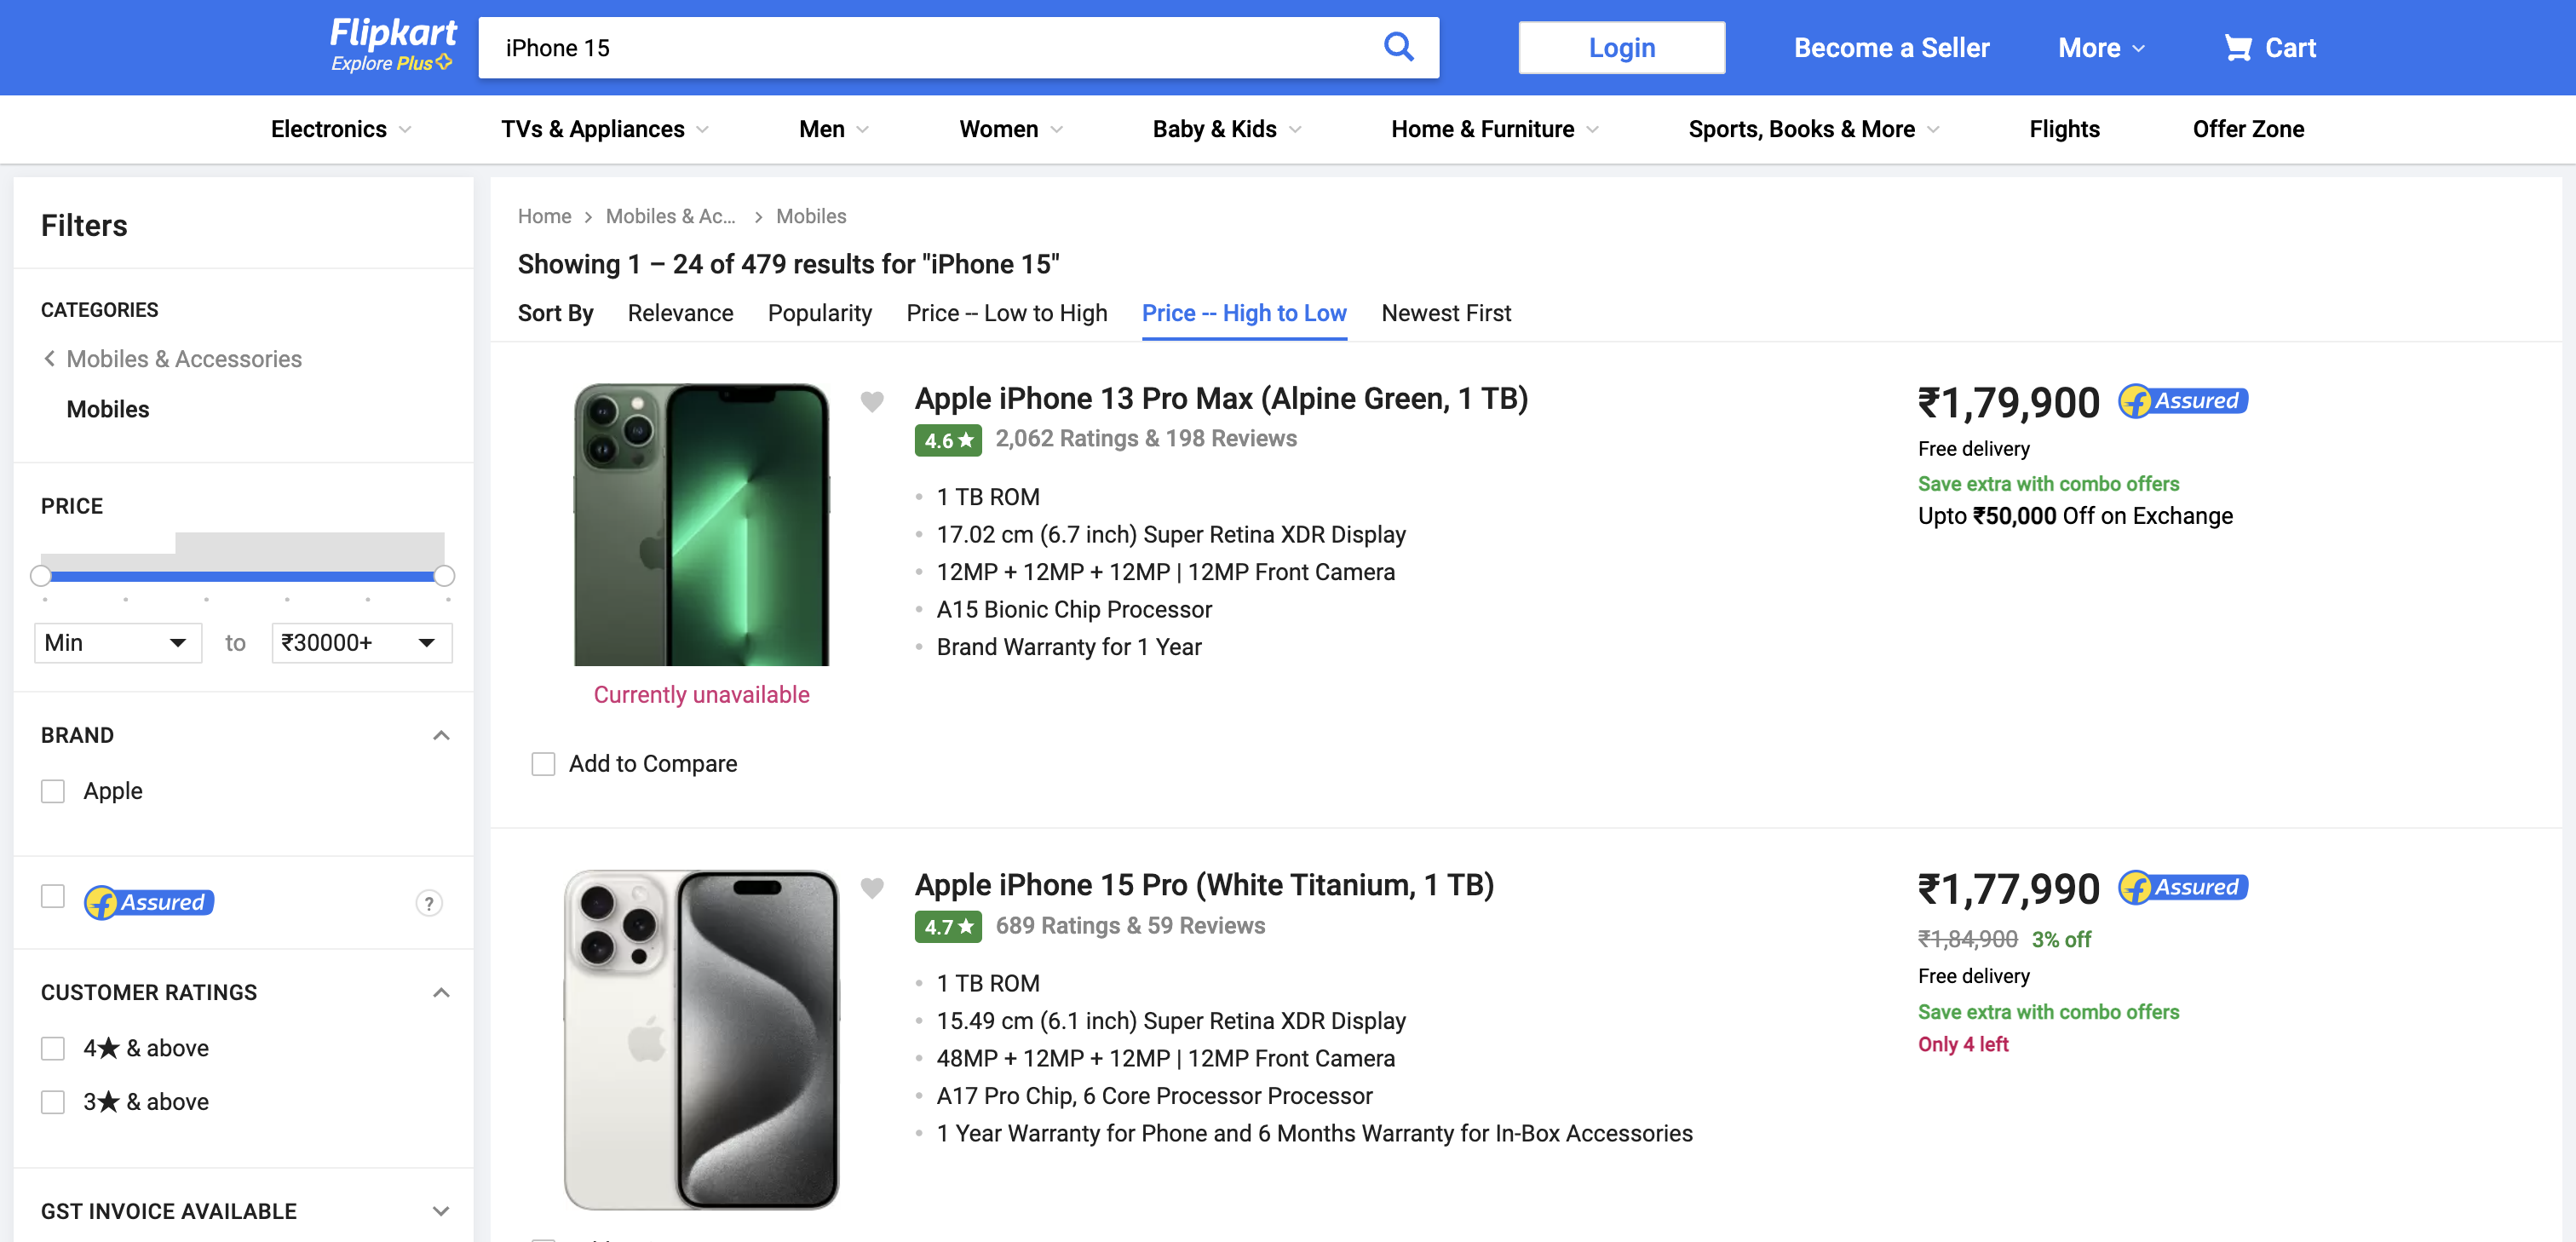 Flipkart
Explore Plus
iPhone 15
Login
Become a Seller
More
Cart
Electronics
TVs & Appliances
Men
Women
Baby & Kids
Home & Furniture
Sports, Books & More
Flights
Offer Zone
Filters
CATEGORIES
Mobiles & Accessories
Mobiles
PRICE
Min
to
₹30000+
BRAND
Apple
Assured
?
CUSTOMER RATINGS
4★ & above
3★ & above
GST INVOICE AVAILABLE
Home
Mobiles & Ac...
Mobiles
Showing 1 – 24 of 479 results for "iPhone 15"
Sort By
Relevance
Popularity
Price -- Low to High
Price -- High to Low
Newest First
Apple iPhone 13 Pro Max (Alpine Green, 1 TB)
4.6★ 2,062 Ratings & 198 Reviews
1 TB ROM
17.02 cm (6.7 inch) Super Retina XDR Display
12MP + 12MP + 12MP | 12MP Front Camera
A15 Bionic Chip Processor
Brand Warranty for 1 Year
Currently unavailable
Add to Compare
₹1,79,900
Assured
Free delivery
Save extra with combo offers
Upto ₹50,000 Off on Exchange
Apple iPhone 15 Pro (White Titanium, 1 TB)
4.7★ 689 Ratings & 59 Reviews
1 TB ROM
15.49 cm (6.1 inch) Super Retina XDR Display
48MP + 12MP + 12MP | 12MP Front Camera
A17 Pro Chip, 6 Core Processor Processor
1 Year Warranty for Phone and 6 Months Warranty for In-Box Accessories
₹1,77,990
Assured
₹1,84,900 3% off
Free delivery
Save extra with combo offers
Only 4 left